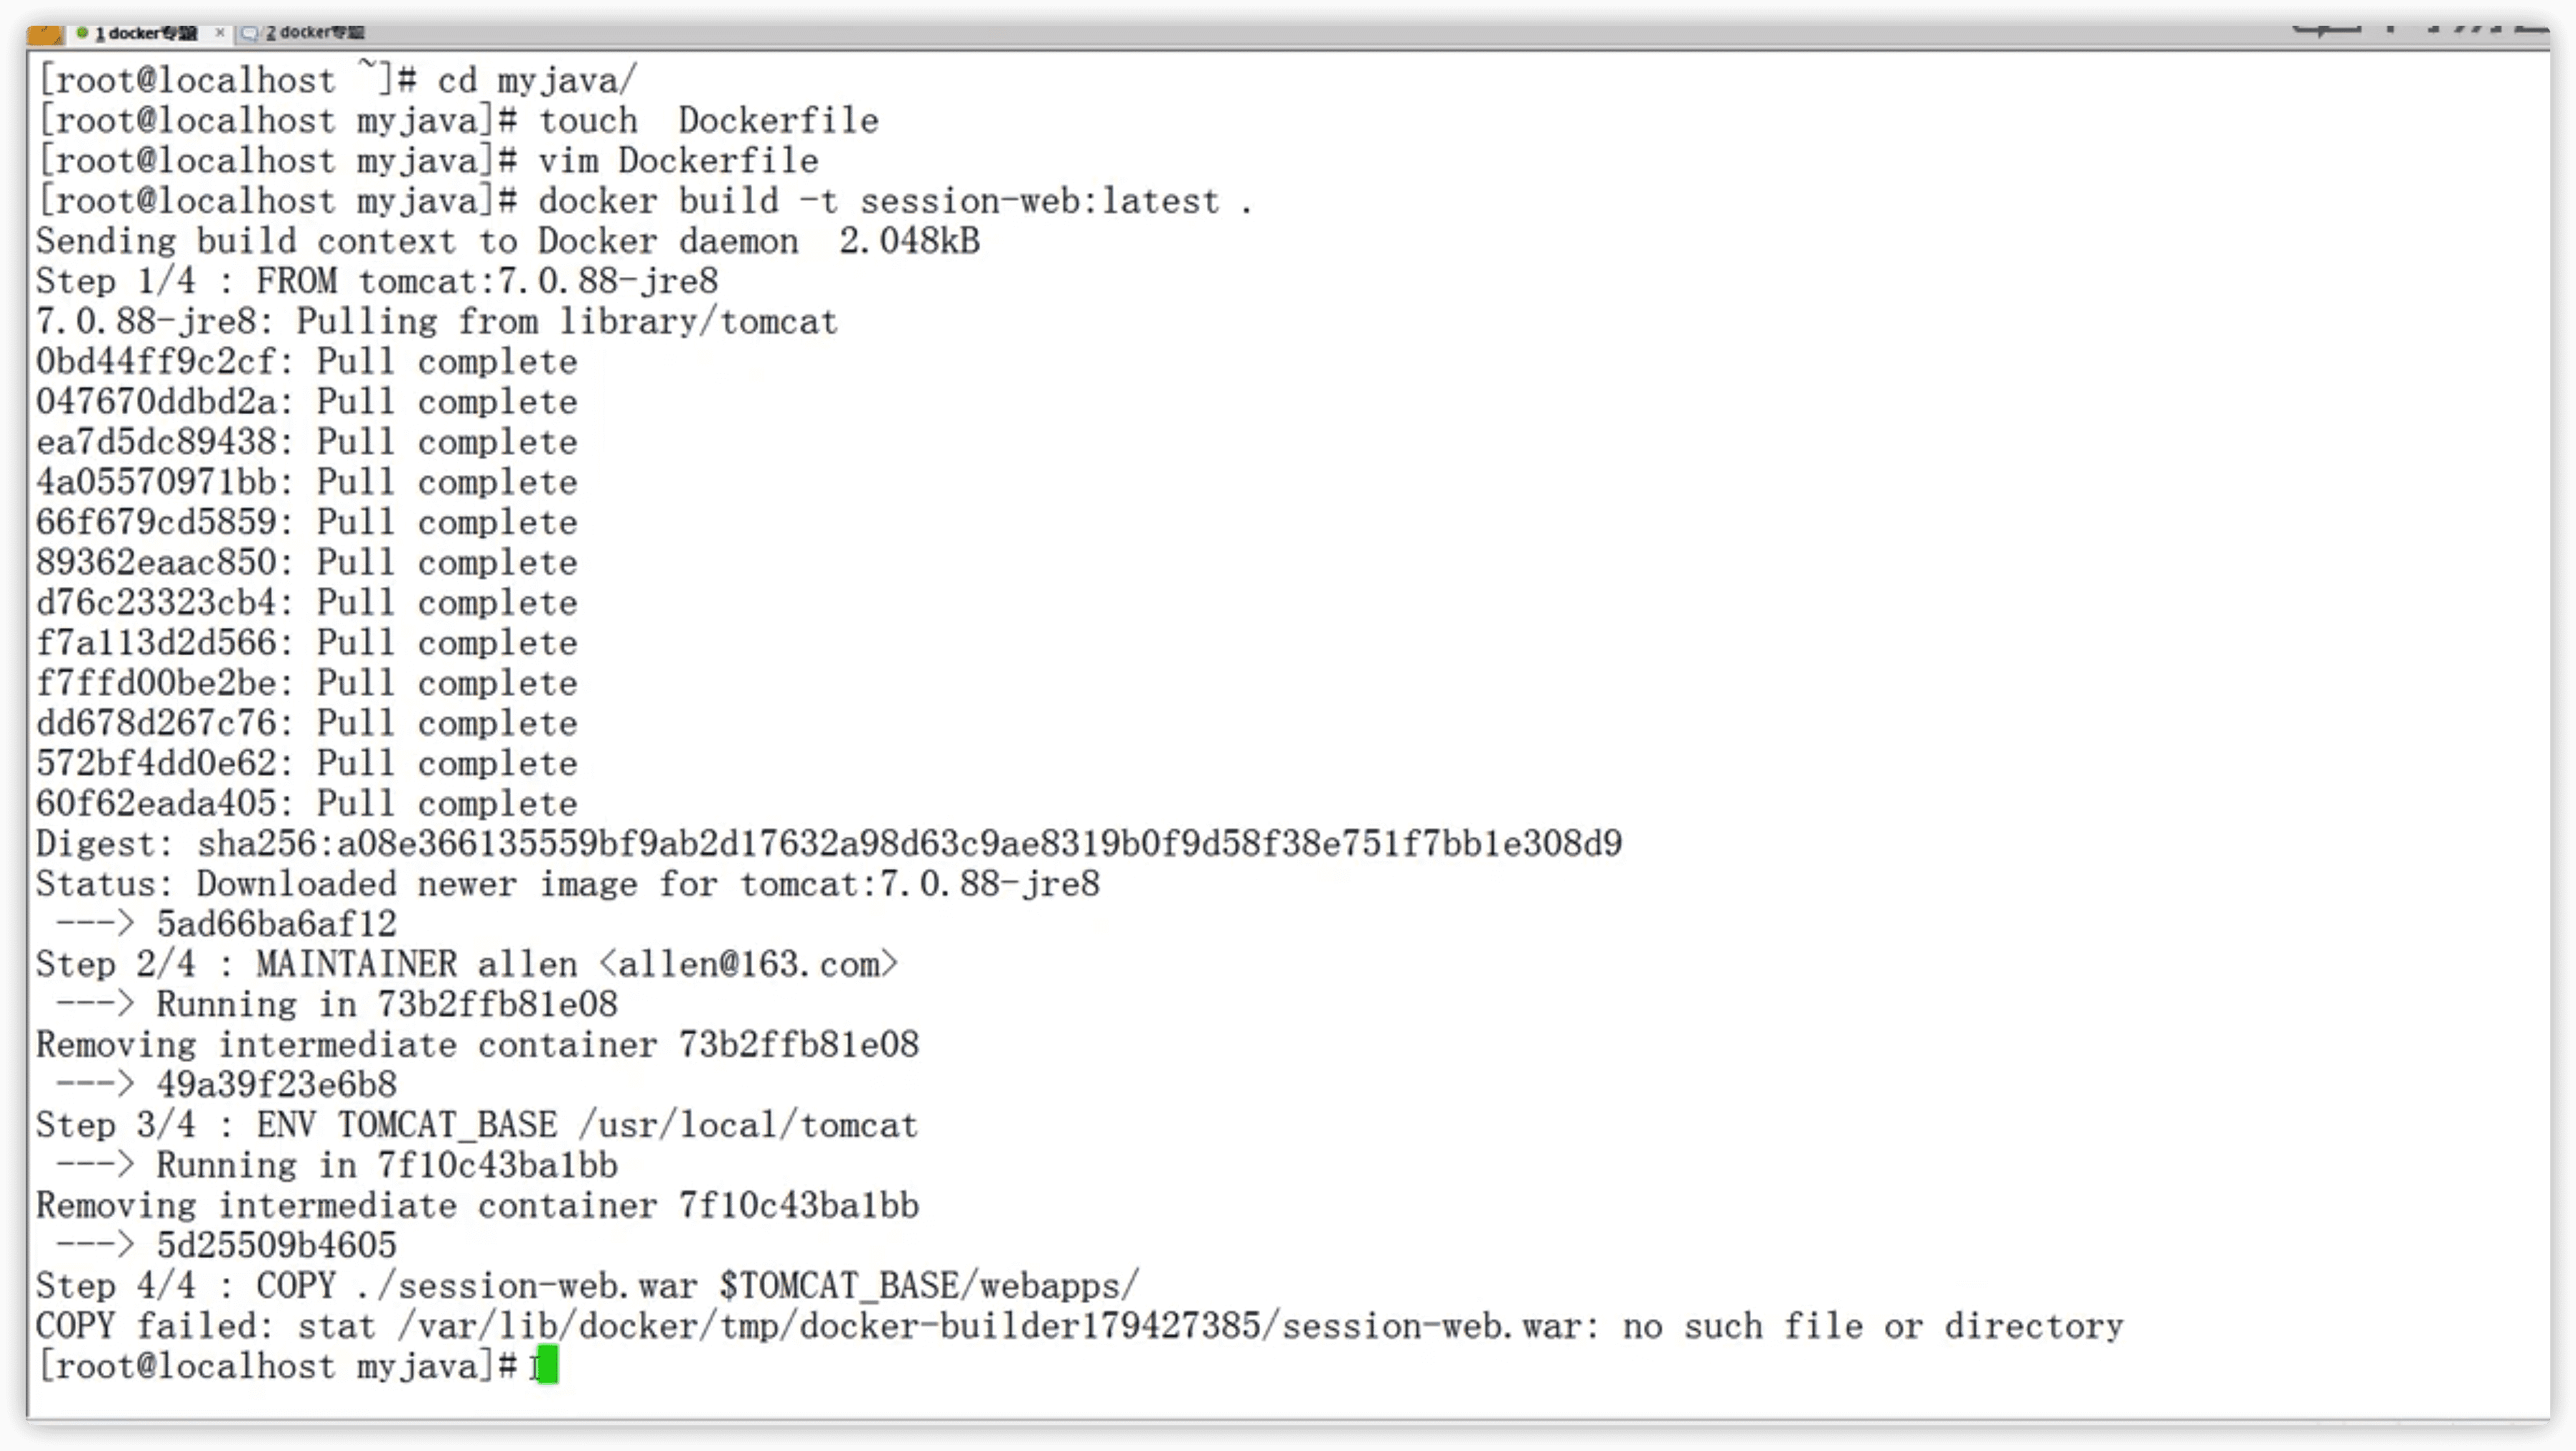 1 docker专题 × 2 docker专题
[root@localhost ~]# cd myjava/
[root@localhost myjava]# touch  Dockerfile
[root@localhost myjava]# vim Dockerfile
[root@localhost myjava]# docker build -t session-web:latest .
Sending build context to Docker daemon  2.048kB
Step 1/4 : FROM tomcat:7.0.88-jre8
7.0.88-jre8: Pulling from library/tomcat
0bd44ff9c2cf: Pull complete
047670ddbd2a: Pull complete
ea7d5dc89438: Pull complete
4a05570971bb: Pull complete
66f679cd5859: Pull complete
89362eaac850: Pull complete
d76c23323cb4: Pull complete
f7a113d2d566: Pull complete
f7ffd00be2be: Pull complete
dd678d267c76: Pull complete
572bf4dd0e62: Pull complete
60f62eada405: Pull complete
Digest: sha256:a08e366135559bf9ab2d17632a98d63c9ae8319b0f9d58f38e751f7bb1e308d9
Status: Downloaded newer image for tomcat:7.0.88-jre8
 ---> 5ad66ba6af12
Step 2/4 : MAINTAINER allen <allen@163.com>
 ---> Running in 73b2ffb81e08
Removing intermediate container 73b2ffb81e08
 ---> 49a39f23e6b8
Step 3/4 : ENV TOMCAT_BASE /usr/local/tomcat
 ---> Running in 7f10c43ba1bb
Removing intermediate container 7f10c43ba1bb
 ---> 5d25509b4605
Step 4/4 : COPY ./session-web.war $TOMCAT_BASE/webapps/
COPY failed: stat /var/lib/docker/tmp/docker-builder179427385/session-web.war: no such file or directory
[root@localhost myjava]#